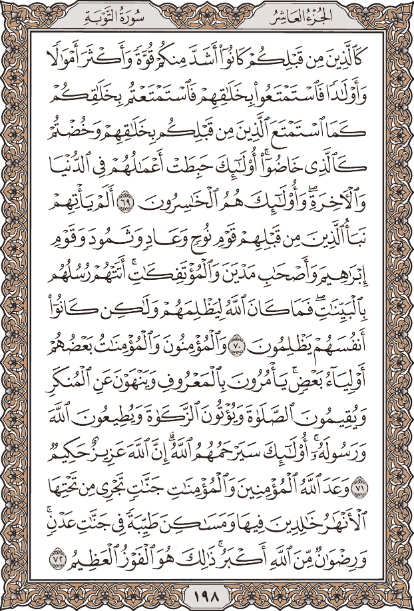 الجزء العاشر سورة التوبة
كَٱلَّذِينَ مِن قَبۡلِكُمۡ كَانُوٓاْ أَشَدَّ مِنكُمۡ قُوَّةٗ وَأَكۡثَرَ أَمۡوَٰلٗا
وَأَوۡلَٰدٗا فَٱسۡتَمۡتَعُواْ بِخَلَٰقِهِمۡ فَٱسۡتَمۡتَعۡتُم بِخَلَٰقِكُمۡ
كَمَا ٱسۡتَمۡتَعَ ٱلَّذِينَ مِن قَبۡلِكُم بِخَلَٰقِهِمۡ وَخُضۡتُمۡ
كَٱلَّذِي خَاضُوٓاْۚ أُوْلَٰٓئِكَ حَبِطَتۡ أَعۡمَٰلُهُمۡ فِي ٱلدُّنۡيَا
وَٱلۡأٓخِرَةِۖ وَأُوْلَٰٓئِكَ هُمُ ٱلۡخَٰسِرُونَ ٦٩ أَلَمۡ يَأۡتِهِمۡ
نَبَأُ ٱلَّذِينَ مِن قَبۡلِهِمۡ قَوۡمِ نُوحٖ وَعَادٖ وَثَمُودَ وَقَوۡمِ
إِبۡرَٰهِيمَ وَأَصۡحَٰبِ مَدۡيَنَ وَٱلۡمُؤۡتَفِكَٰتِۚ أَتَتۡهُمۡ رُسُلُهُم
بِٱلۡبَيِّنَٰتِۖ فَمَا كَانَ ٱللَّهُ لِيَظۡلِمَهُمۡ وَلَٰكِن كَانُوٓاْ
أَنفُسَهُمۡ يَظۡلِمُونَ ٧٠ وَٱلۡمُؤۡمِنُونَ وَٱلۡمُؤۡمِنَٰتُ بَعۡضُهُمۡ
أَوۡلِيَآءُ بَعۡضٖۚ يَأۡمُرُونَ بِٱلۡمَعۡرُوفِ وَيَنۡهَوۡنَ عَنِ ٱلۡمُنكَرِ
وَيُقِيمُونَ ٱلصَّلَوٰةَ وَيُؤۡتُونَ ٱلزَّكَوٰةَ وَيُطِيعُونَ ٱللَّهَ
وَرَسُولَهُۥٓۚ أُوْلَٰٓئِكَ سَيَرۡحَمُهُمُ ٱللَّهُۗ إِنَّ ٱللَّهَ عَزِيزٌ حَكِيمٞ
٧١ وَعَدَ ٱللَّهُ ٱلۡمُؤۡمِنِينَ وَٱلۡمُؤۡمِنَٰتِ جَنَّٰتٖ تَجۡرِي مِن تَحۡتِهَا
ٱلۡأَنۡهَٰرُ خَٰلِدِينَ فِيهَا وَمَسَٰكِنَ طَيِّبَةٗ فِي جَنَّٰتِ عَدۡنٖۚ
وَرِضۡوَٰنٞ مِّنَ ٱللَّهِ أَكۡبَرُۚ ذَٰلِكَ هُوَ ٱلۡفَوۡزُ ٱلۡعَظِيمُ ٧٢
١٩٨